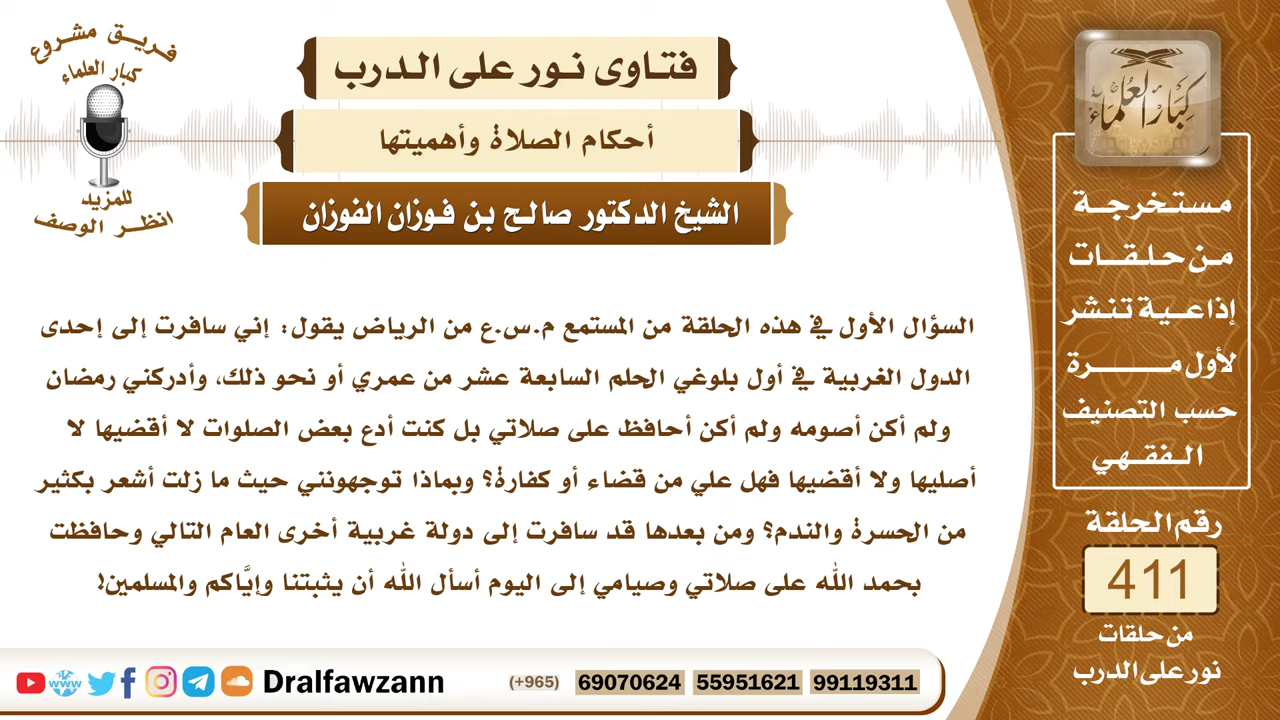 فريق مشروع
كبار العلماء
للمزيد
انظر الوصف
فتاوى نور على الدرب
أحكام الصلاة وأهميتها
الشيخ الدكتور صالح بن فوزان الفوزان
كبار العلماء
مستخرجة
من حلقات
إذاعية تنشر
لأول مرة
حسب التصنيف
الفقهي
رقم الحلقة
411
من حلقات
نور على الدرب
السؤال الأول في هذه الحلقة من المستمع م.س.ع من الرياض يقول: إني سافرت إلى إحدى
الدول الغربية في أول بلوغي الحلم السابعة عشر من عمري أو نحو ذلك، وأدركني رمضان
ولم أكن أصومه ولم أكن أحافظ على صلاتي بل كنت أدع بعض الصلوات لا أقضيها لا
أصليها ولا أقضيها فهل علي من قضاء أو كفارة؟ وبماذا توجهونني حيث ما زلت أشعر بكثير
من الحسرة والندم؟ ومن بعدها قد سافرت إلى دولة غربية أخرى العام التالي وحافظت
بحمد الله على صلاتي وصيامي إلى اليوم أسأل الله أن يثبتنا وإيَّاكم والمسلمين!
www
Dralfawzann
(+965) 69070624 55951621 99119311